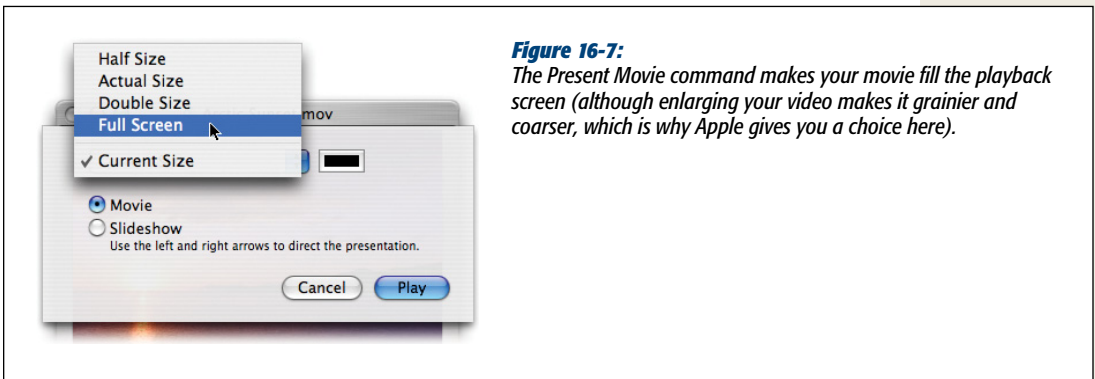 Half Size
Actual Size
Double Size
Full Screen
mov
✓ Current Size
Movie
Slideshow
Use the left and right arrows to direct the presentation.
Cancel
Play
Figure 16-7:
The Present Movie command makes your movie fill the playback
screen (although enlarging your video makes it grainier and
coarser, which is why Apple gives you a choice here).